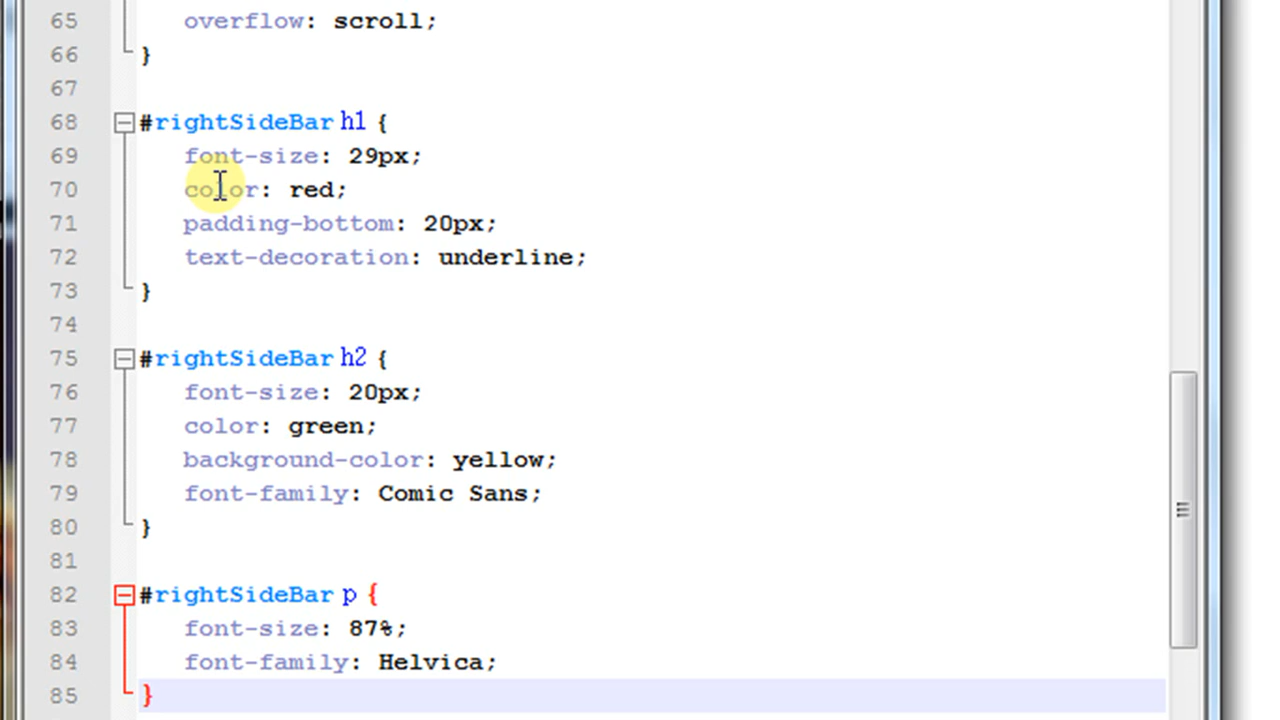 65 overflow: scroll;
66 }
67
68 #rightSideBar h1 {
69 font-size: 29px;
70 color: red;
71 padding-bottom: 20px;
72 text-decoration: underline;
73 }
74
75 #rightSideBar h2 {
76 font-size: 20px;
77 color: green;
78 background-color: yellow;
79 font-family: Comic Sans;
80 }
81
82 #rightSideBar p {
83 font-size: 87%;
84 font-family: Helvica;
85 }